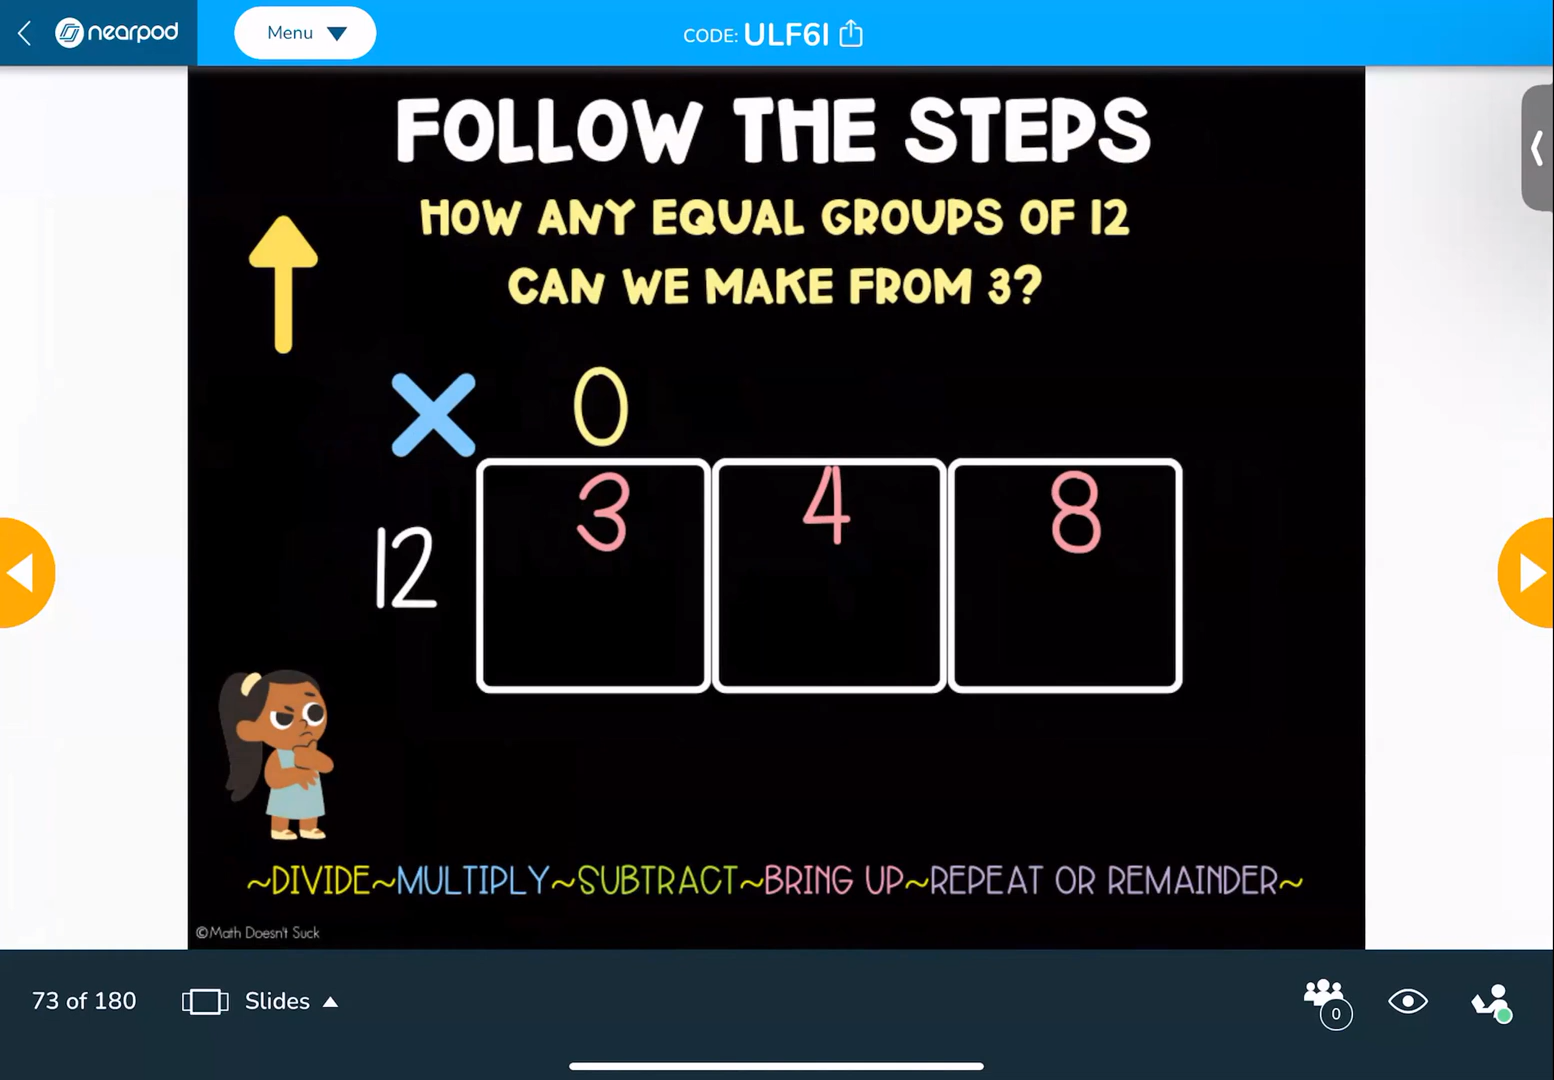 nearpod
Menu
CODE: ULF6I
FOLLOW THE STEPS
HOW ANY EQUAL GROUPS OF 12
CAN WE MAKE FROM 3?
X 0
3 4 8
12
~DIVIDE~MULTIPLY~SUBTRACT~BRING UP~REPEAT OR REMAINDER~
©Math Doesn't Suck
73 of 180
Slides
0